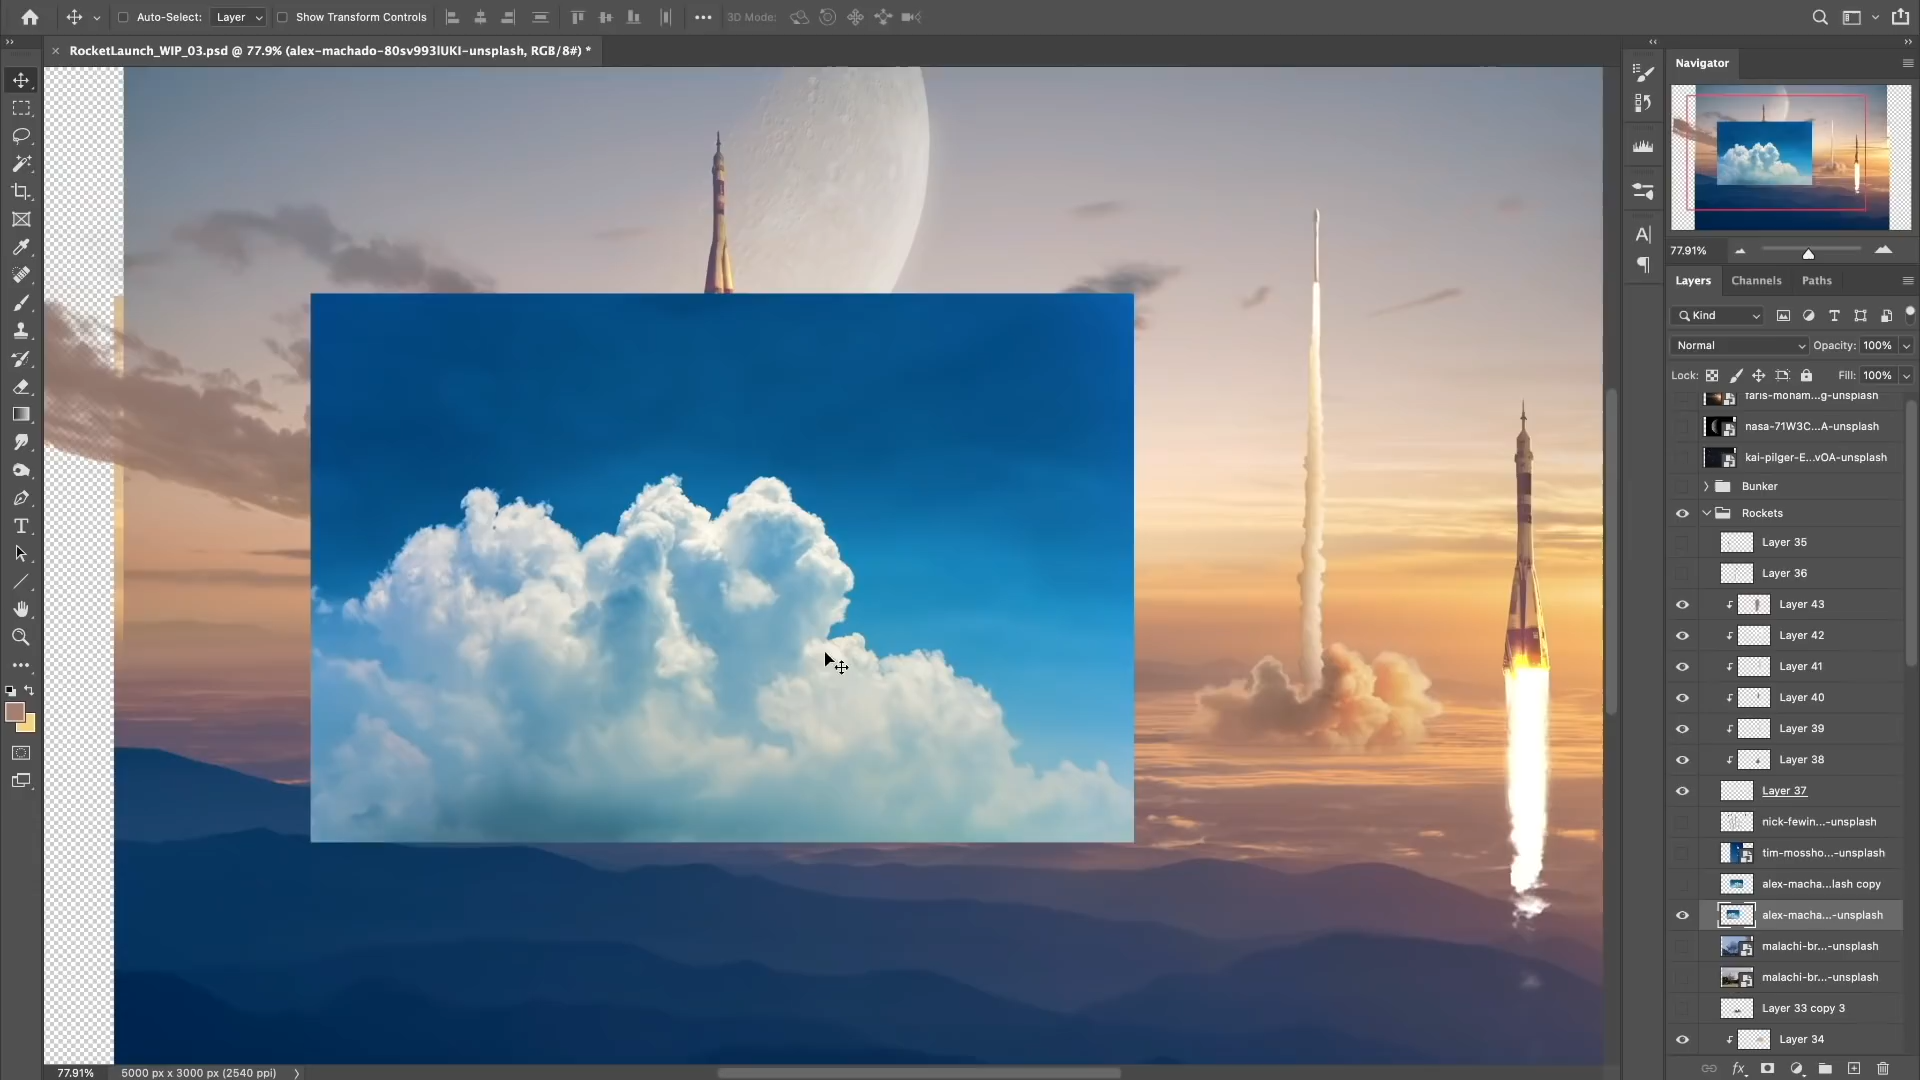 Auto-Select: Layer Show Transform Controls 3D Mode:
RocketLaunch_WIP_03.psd @ 77.9% (alex-machado-80sv993lUKI-unsplash, RGB/8#) *
Navigator
77.91%
Layers Channels Paths
Kind
Normal Opacity: 100%
Lock: Fill: 100%
faris-moham...g-unsplash
nasa-71W3C...A-unsplash
kai-pilger-E...vOA-unsplash
Bunker
Rockets
Layer 35
Layer 36
Layer 43
Layer 42
Layer 41
Layer 40
Layer 39
Layer 38
Layer 37
nick-fewin...-unsplash
tim-mossho...-unsplash
alex-macha...lash copy
alex-macha...-unsplash
malachi-br...-unsplash
malachi-br...-unsplash
Layer 33 copy 3
Layer 34
77.91% 5000 px x 3000 px (2540 ppi)